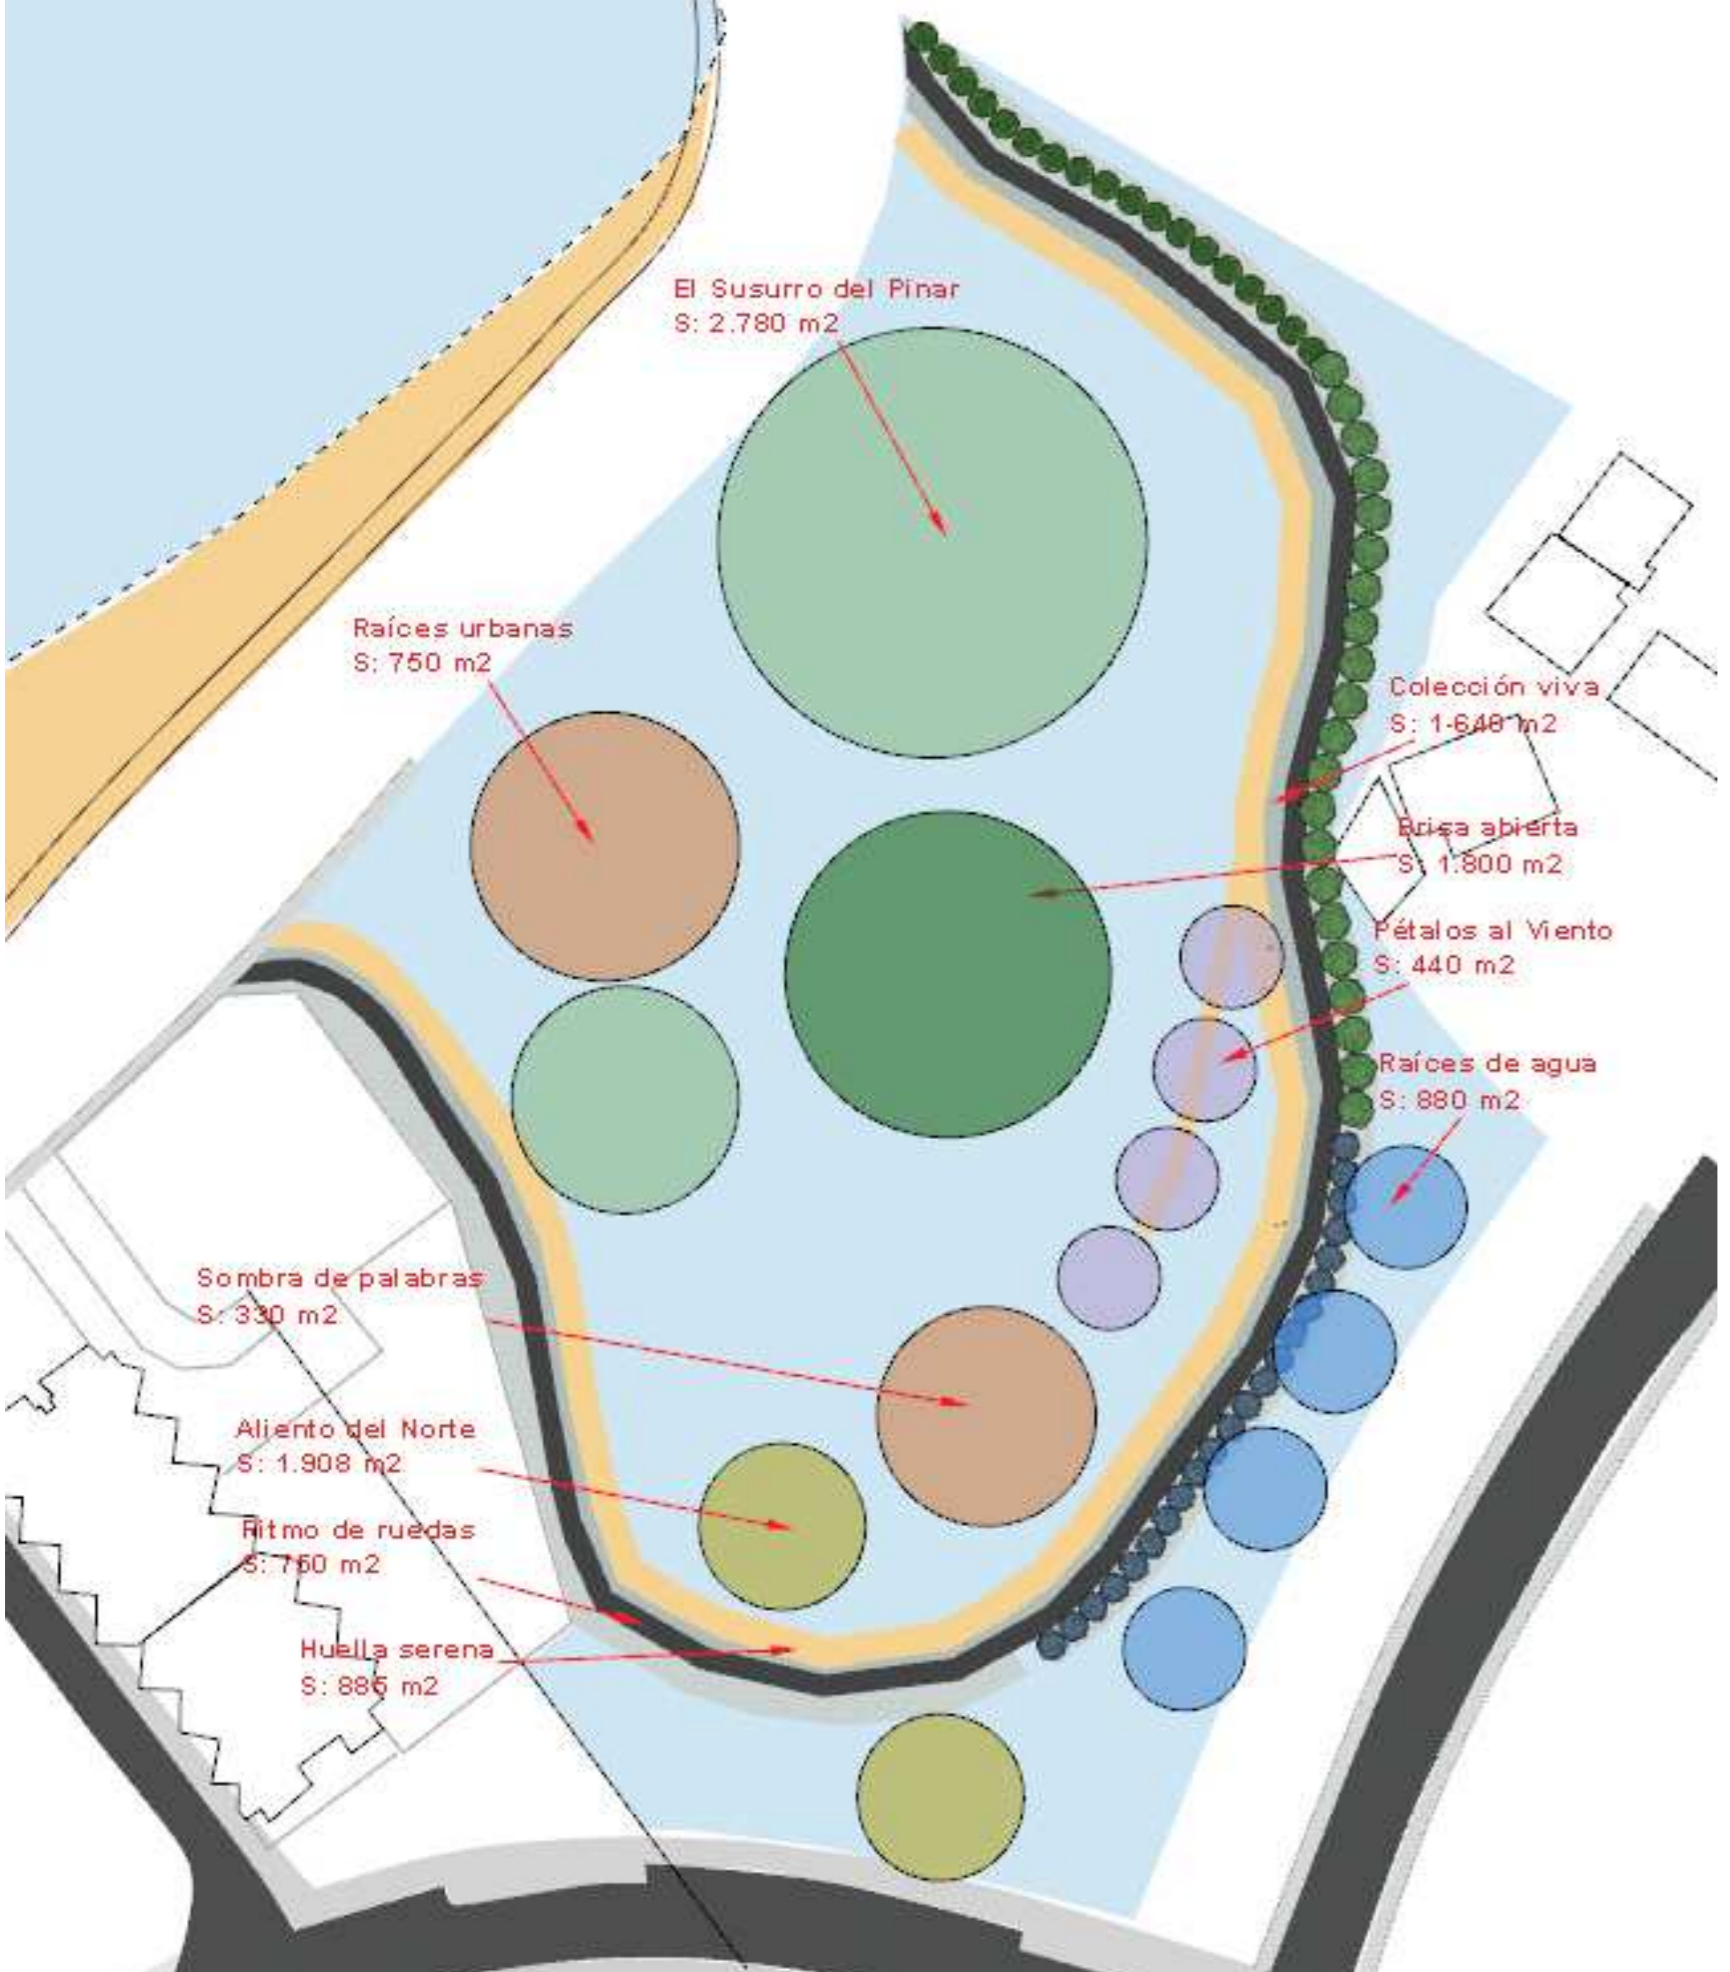 El Susurro del Pinar
S: 2.780 m2
Raíces urbanas
S: 750 m2
Colección viva
S: 1-640 m2
Brisa abierta
S: 1.800 m2
Pétalos al Viento
S: 440 m2
Raíces de agua
S: 880 m2
Sombra de palabras
S: 330 m2
Aliento del Norte
S: 1.908 m2
Ritmo de ruedas
S: 750 m2
Huella serena
S: 885 m2